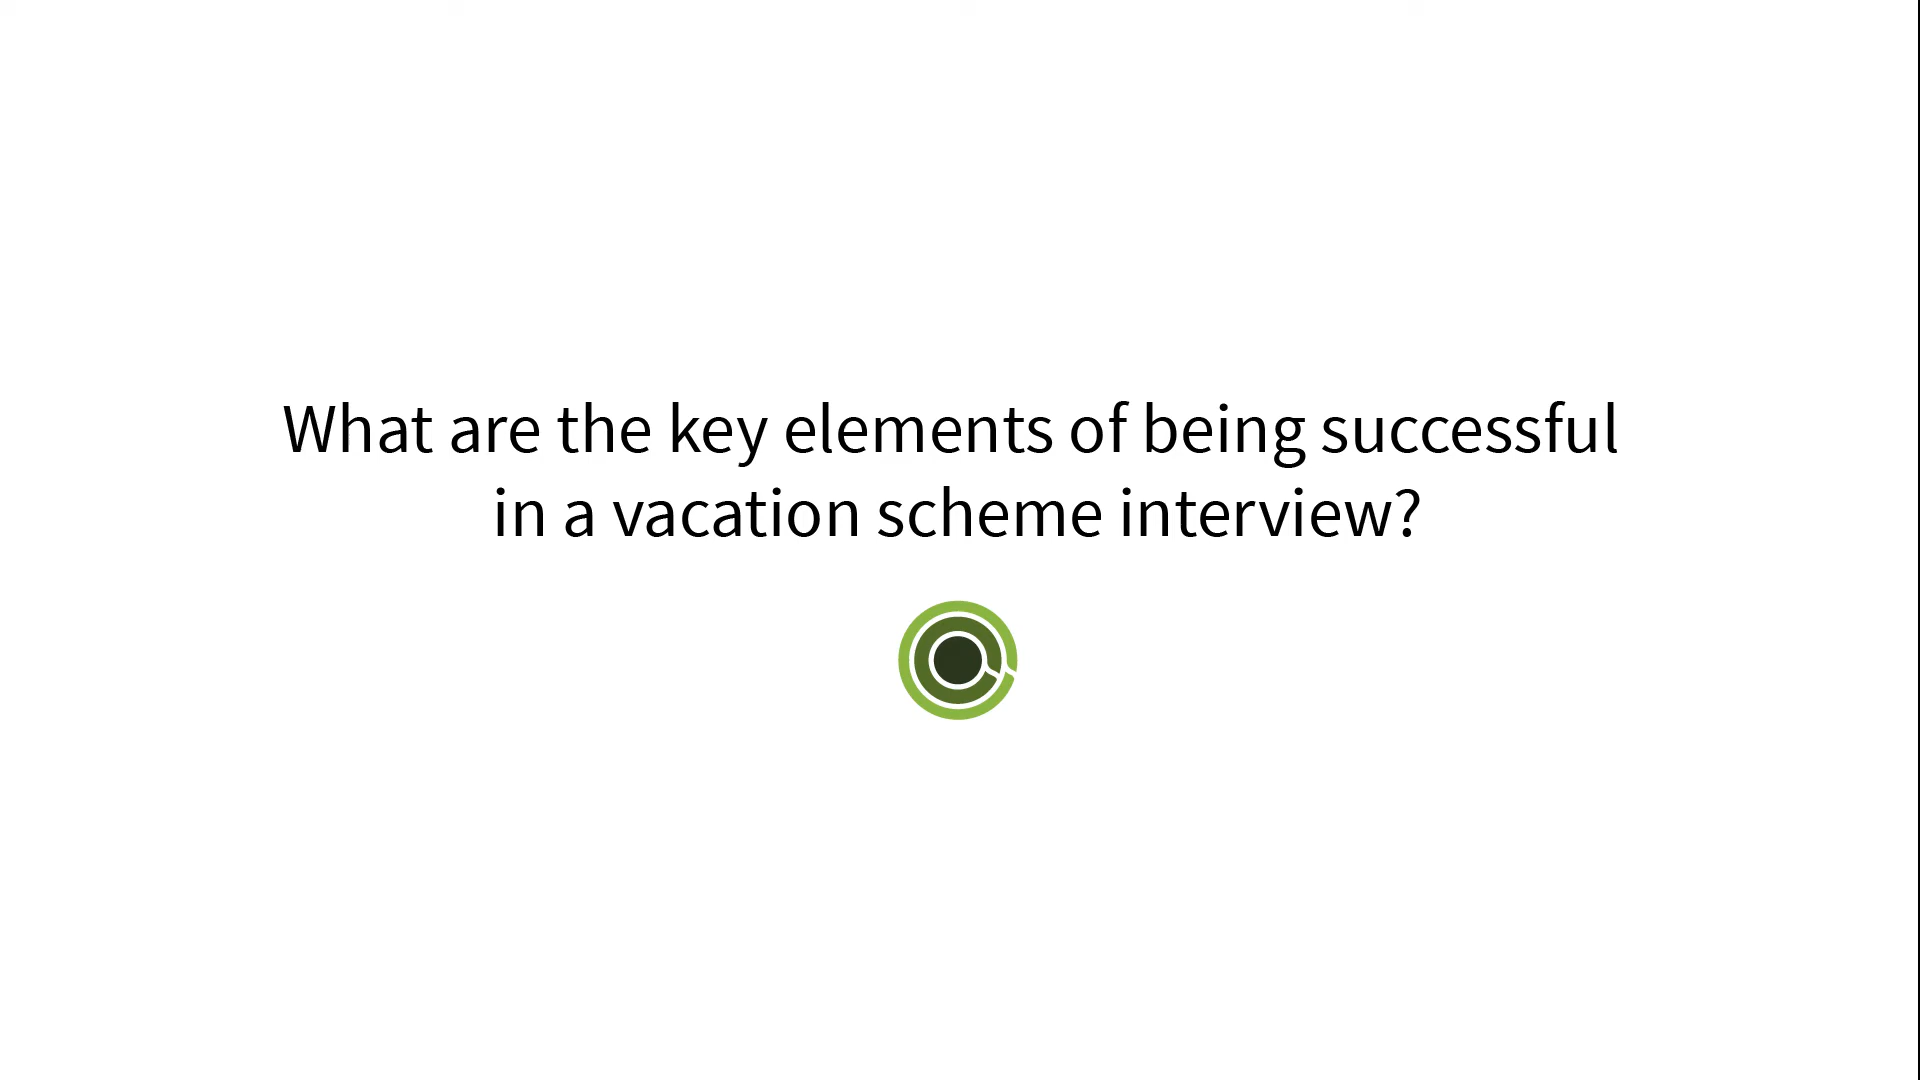 What are the key elements of being successful
in a vacation scheme interview?